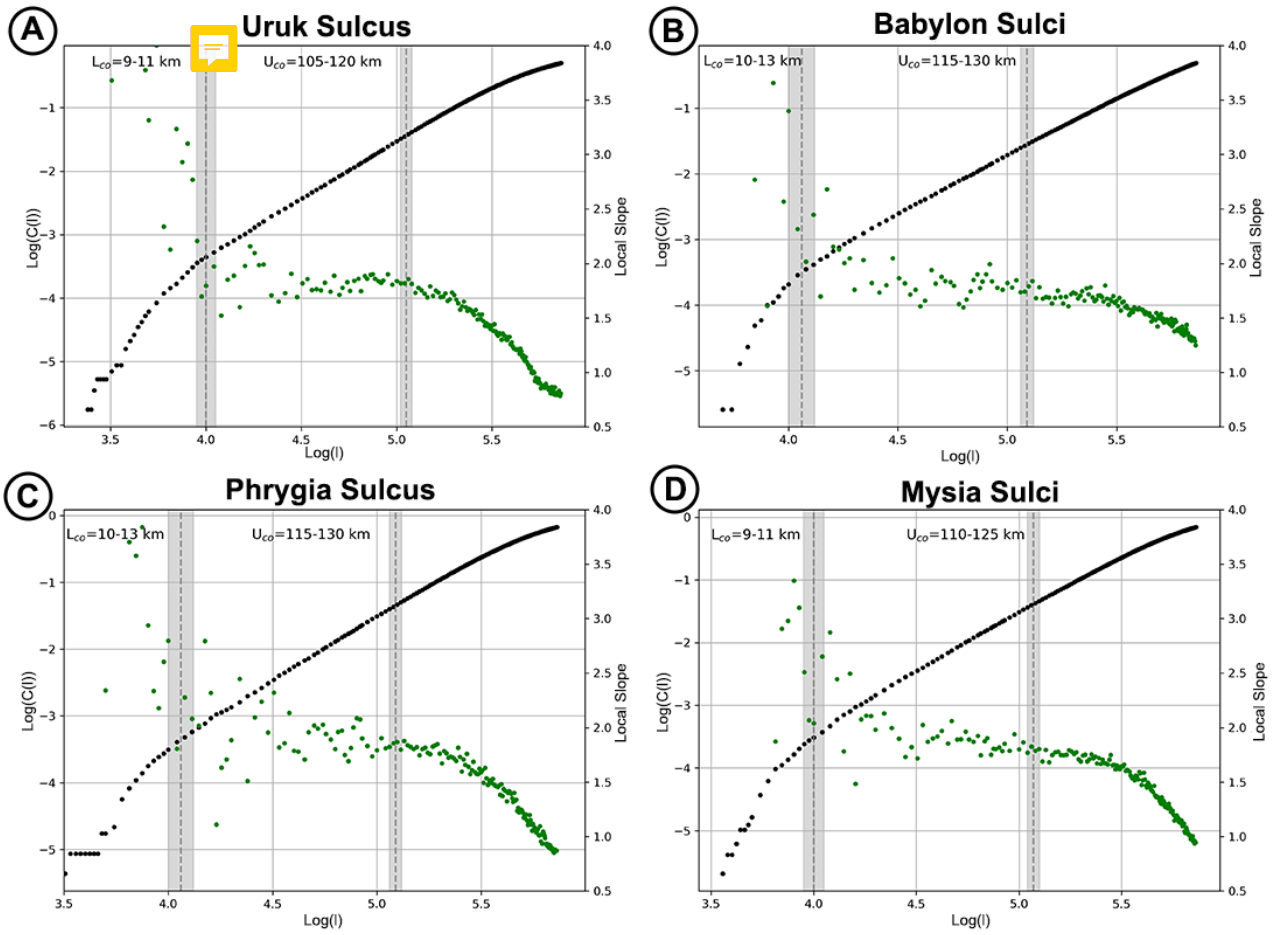 A
Uruk Sulcus
L_co=9-11 km
U_co=105-120 km
4.0
3.5
3.0
2.5
2.0
1.5
1.0
0.5
−1
−2
−3
−4
−5
−6
Log(C(l))
Local Slope
3.5 4.0 4.5 5.0 5.5
Log(l)
B
Babylon Sulci
L_co=10-13 km
U_co=115-130 km
4.0
3.5
3.0
2.5
2.0
1.5
1.0
0.5
−1
−2
−3
−4
−5
Log(C(l))
Local Slope
4.0 4.5 5.0 5.5
Log(l)
C
Phrygia Sulcus
L_co=10-13 km
U_co=115-130 km
4.0
3.5
3.0
2.5
2.0
1.5
1.0
0.5
0
−1
−2
−3
−4
−5
Log(C(l))
Local Slope
3.5 4.0 4.5 5.0 5.5
Log(l)
D
Mysia Sulci
L_co=9-11 km
U_co=110-125 km
4.0
3.5
3.0
2.5
2.0
1.5
1.0
0.5
0
−1
−2
−3
−4
−5
Log(C(l))
Local Slope
3.5 4.0 4.5 5.0 5.5
Log(l)